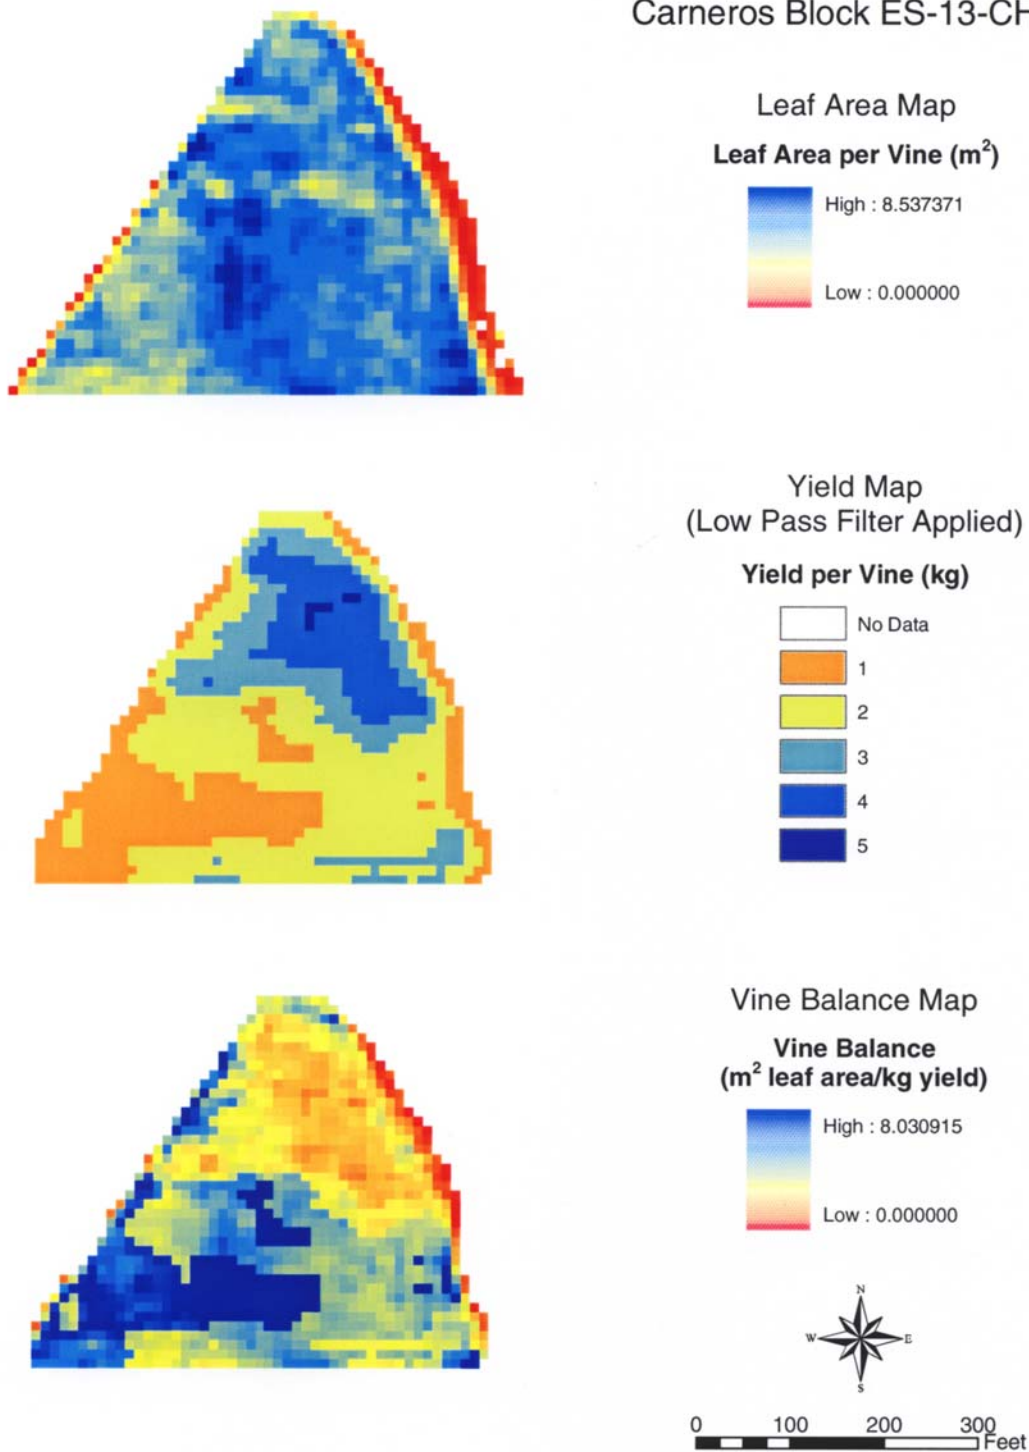 Carneros Block ES-13-CH
Leaf Area Map
Leaf Area per Vine (m²)
High : 8.537371
Low : 0.000000
Yield Map
(Low Pass Filter Applied)
Yield per Vine (kg)
No Data
1
2
3
4
5
Vine Balance Map
Vine Balance
(m² leaf area/kg yield)
High : 8.030915
Low : 0.000000
N
W E
S
0 100 200 300
Feet